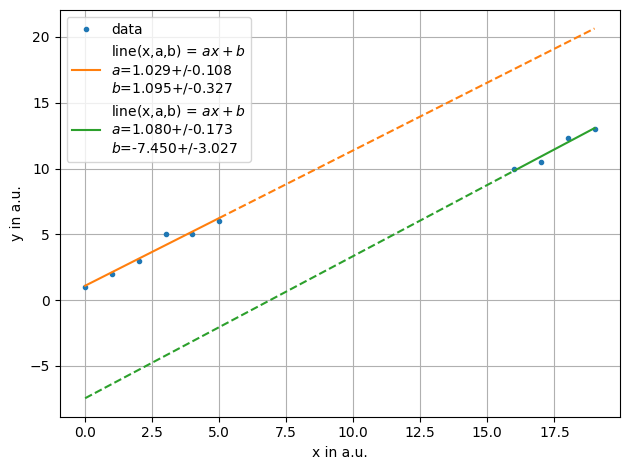 data
line(x,a,b) = ax + b
a=1.029+/-0.108
b=1.095+/-0.327
line(x,a,b) = ax + b
a=1.080+/-0.173
b=-7.450+/-3.027
y in a.u.
20
15
10
5
0
−5
0.0 2.5 5.0 7.5 10.0 12.5 15.0 17.5
x in a.u.